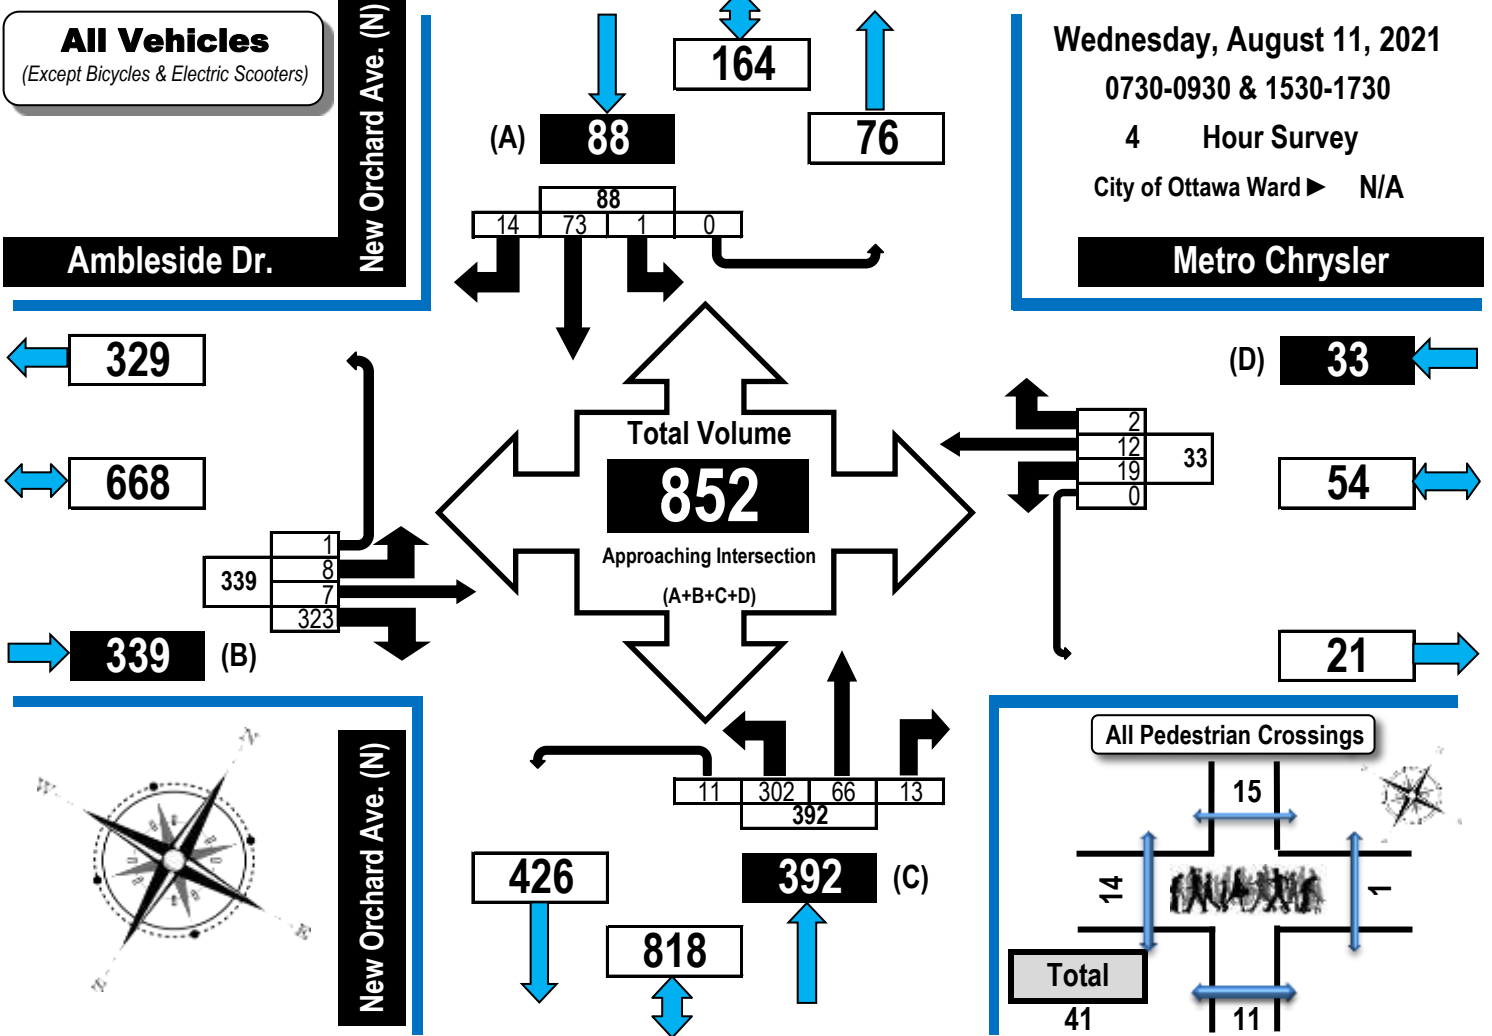 All Vehicles
(Except Bicycles & Electric Scooters)
New Orchard Ave. (N)
Ambleside Dr.
164
(A) 88
76
88
14 73 1 0
Wednesday, August 11, 2021
0730-0930 & 1530-1730
4 Hour Survey
City of Ottawa Ward ► N/A
Metro Chrysler
329
668
1
8
7
323
339
339 (B)
Total Volume
852
Approaching Intersection
(A+B+C+D)
(D) 33
2
12
19
0
33
54
21
N
W
E
S
New Orchard Ave. (N)
11 302 66 13
392
426
392 (C)
818
All Pedestrian Crossings
15
14
1
Total
41
11